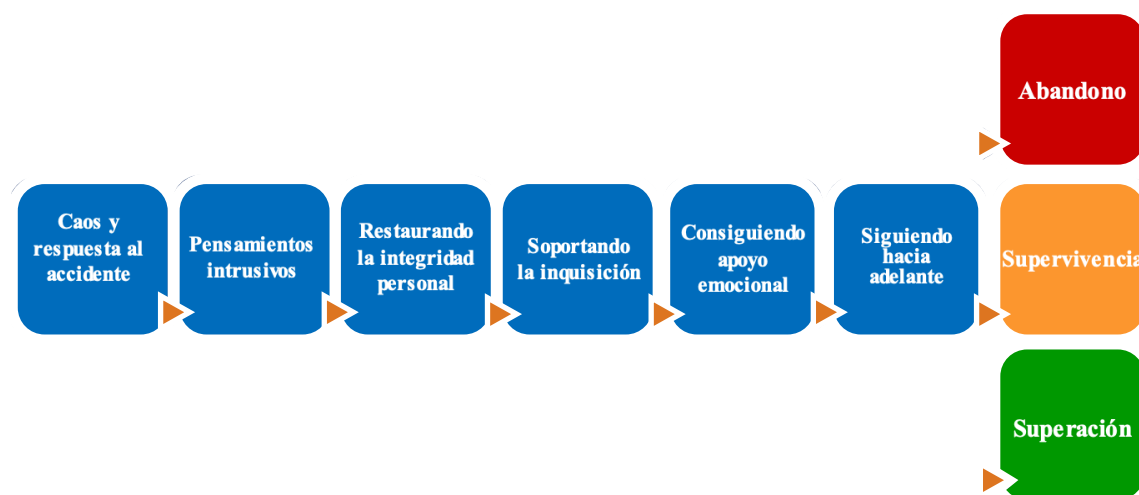 Abandono
Caos y
respuesta al
accidente
Pensamientos
intrusivos
Restaurando
la integridad
personal
Soportando
la inquisición
Consiguiendo
apoyo
emocional
Siguiendo
hacia
adelante
Supervivencia
Superación